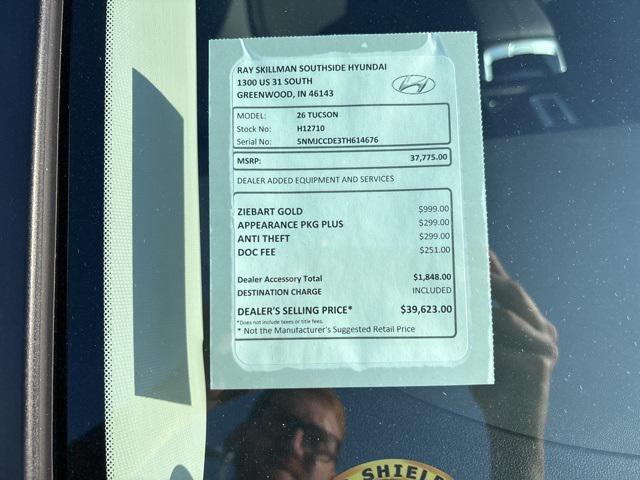 RAY SKILLMAN SOUTHSIDE HYUNDAI
1300 US 31 SOUTH
GREENWOOD, IN 46143
MODEL: 26 TUCSON
Stock No: H12710
Serial No: 5NMJCCDE3TH614676
MSRP: 37,775.00
DEALER ADDED EQUIPMENT AND SERVICES
ZIEBART GOLD $999.00
APPEARANCE PKG PLUS $299.00
ANTI THEFT $299.00
DOC FEE $251.00
Dealer Accessory Total $1,848.00
DESTINATION CHARGE INCLUDED
DEALER'S SELLING PRICE* $39,623.00
*Does not include taxes or title fees.
* Not the Manufacturer's Suggested Retail Price
SHIELD